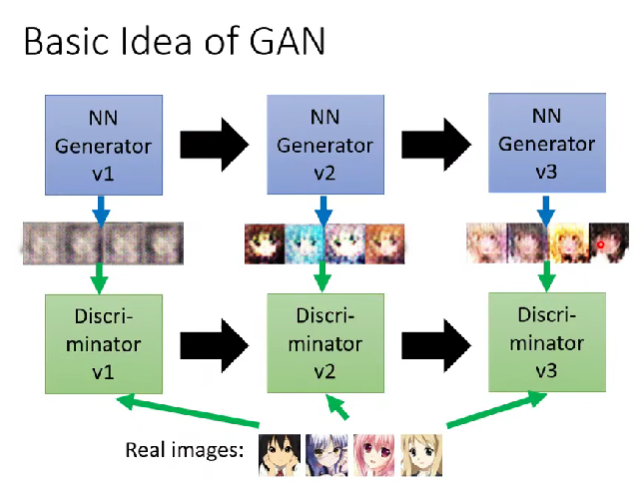 Basic Idea of GAN
NN
Generator
v1
NN
Generator
v2
NN
Generator
v3
Discri-
minator
v1
Discri-
minator
v2
Discri-
minator
v3
Real images: